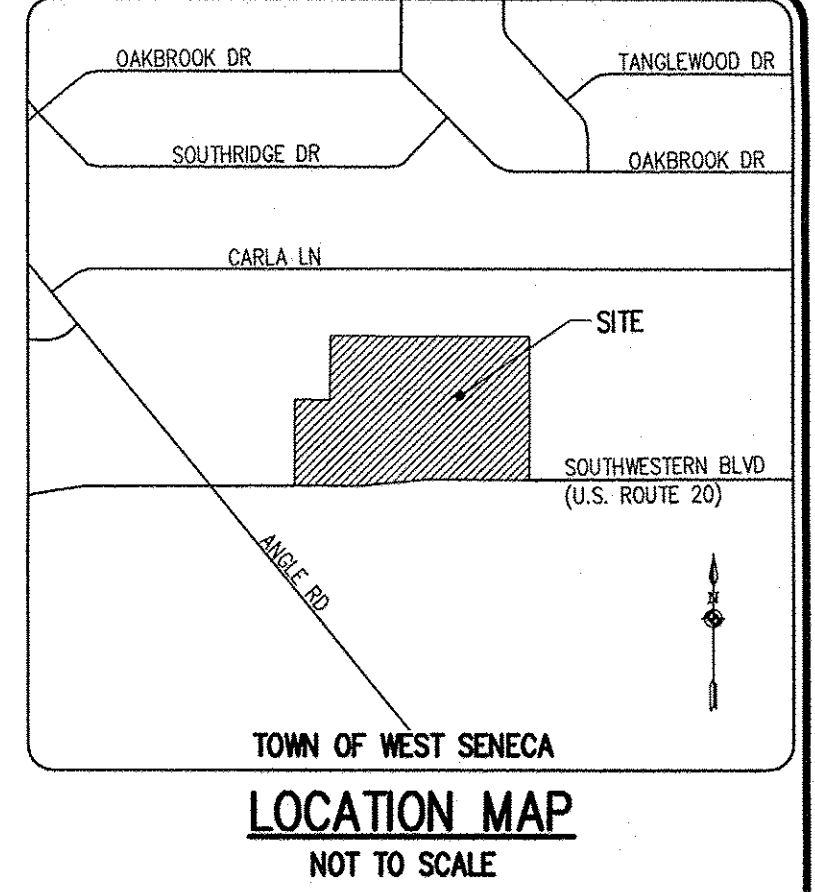 OAKBROOK DR
TANGLEWOOD DR
SOUTHRIDGE DR
OAKBROOK DR
CARLA LN
SITE
SOUTHWESTERN BLVD
(U.S. ROUTE 20)
ANGLE RD
N
TOWN OF WEST SENECA
LOCATION MAP
NOT TO SCALE